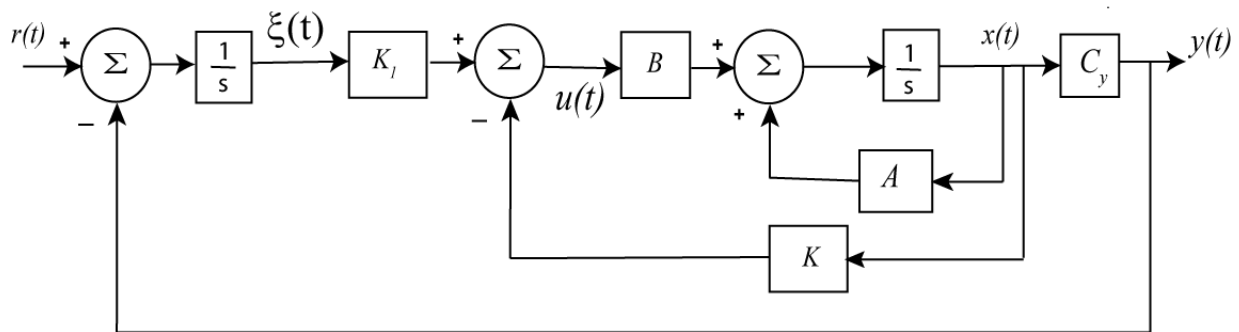 r(t)
+
Σ
−
1
s
ξ(t)
K_I
+
Σ
−
u(t)
B
+
Σ
+
1
s
x(t)
C_y
y(t)
A
K